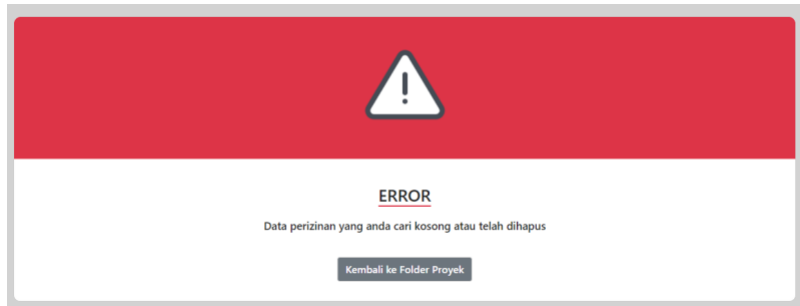 ERROR
Data perizinan yang anda cari kosong atau telah dihapus
Kembali ke Folder Proyek